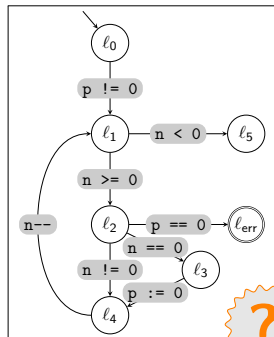 ℓ0
p != 0
ℓ1
n < 0
ℓ5
n >= 0
ℓ2
p == 0
ℓerr
n--
n == 0
n != 0
ℓ3
p := 0
ℓ4
?